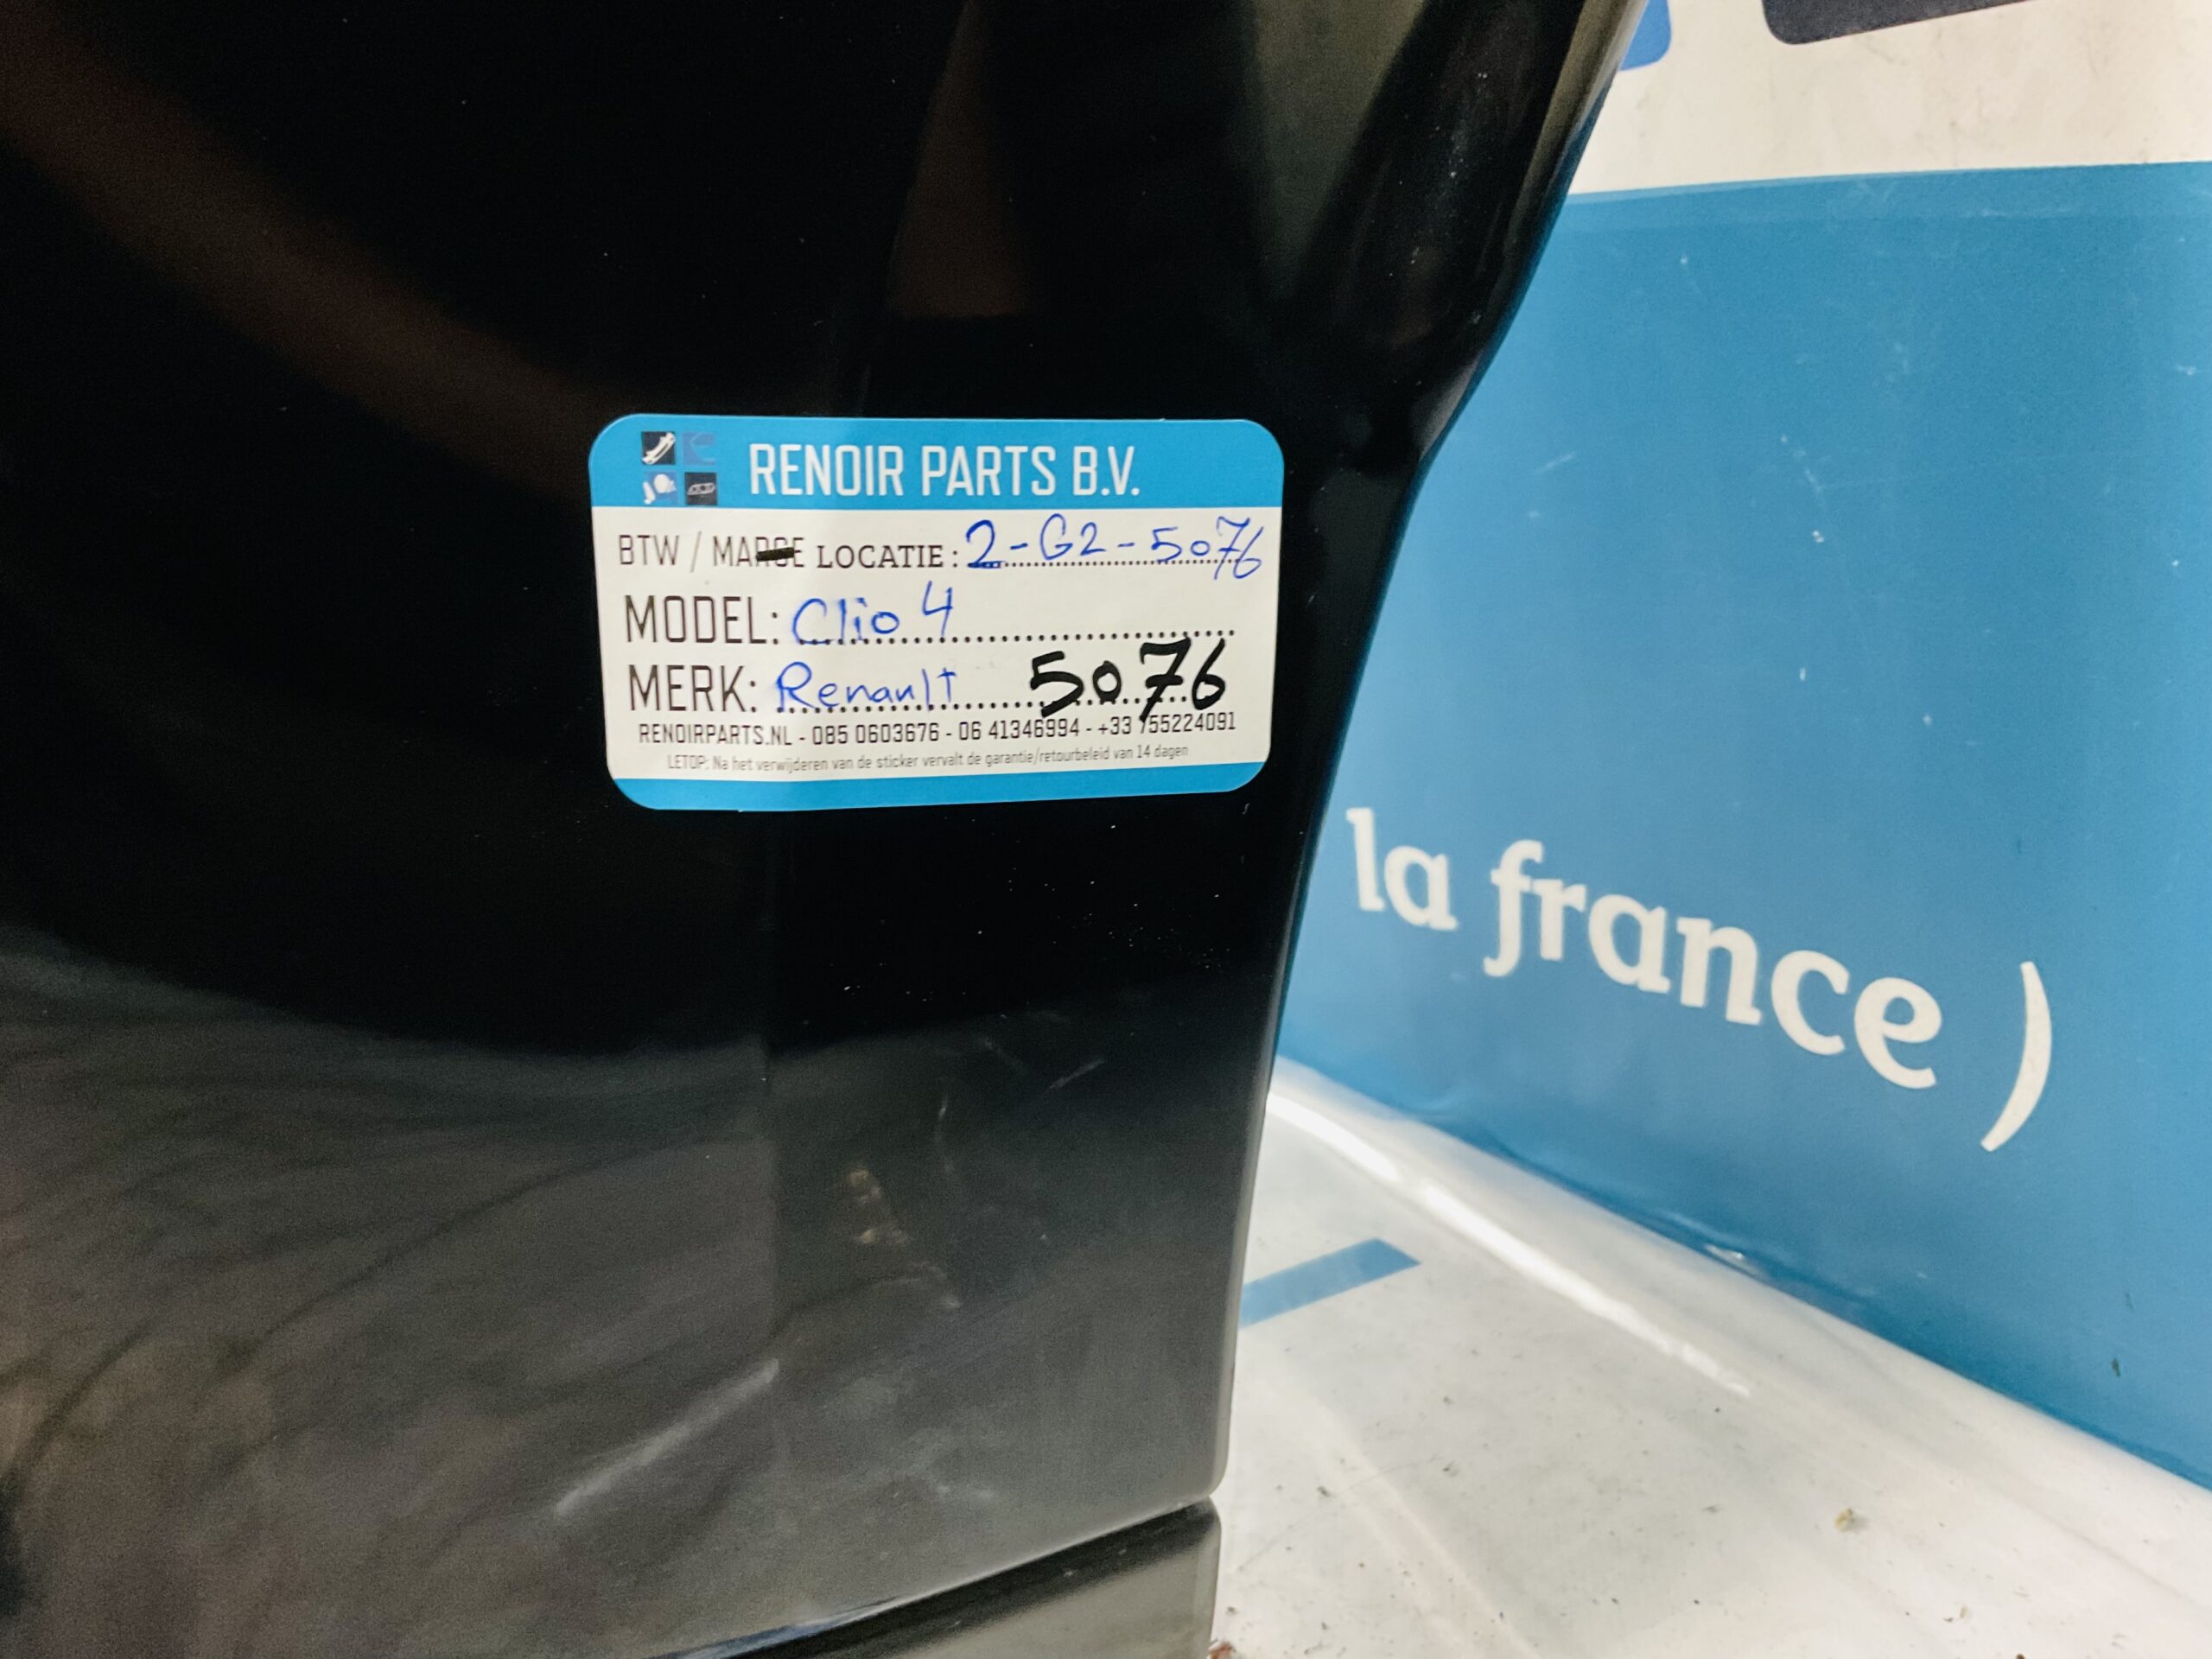 RENOIR PARTS B.V.
BTW / MARGE LOCATIE : 2-G2-5076
MODEL: Clio 4
MERK: Renault 5076
RENOIRPARTS.NL - 085 0603676 - 06 41346994 - +33 755224091
LETOP: Na het verwijderen van de sticker vervalt de garantie/retourbeleid van 14 dagen
la france )